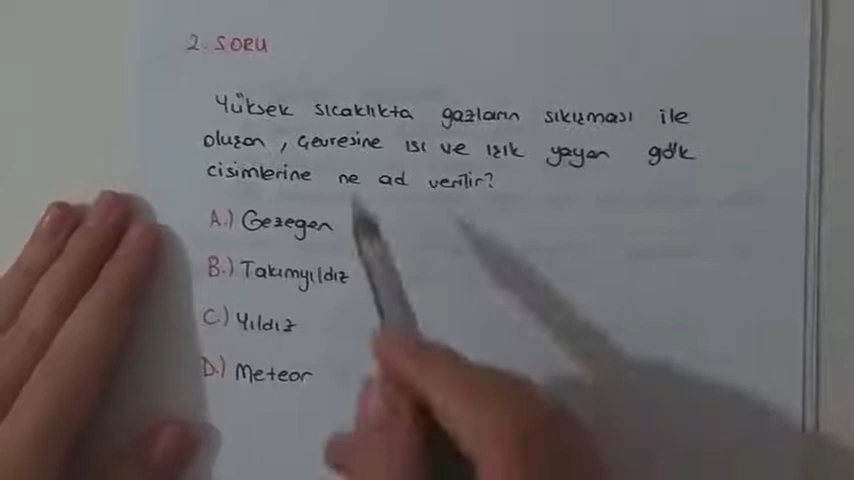 2. SORU
Yüksek sıcaklıkta gazların sıkışması ile
oluşan, çevresine ısı ve ışık yayan gök
cisimlerine ne ad verilir?
A.) Gezegen
B.) Takımyıldız
C.) Yıldız
D.) Meteor